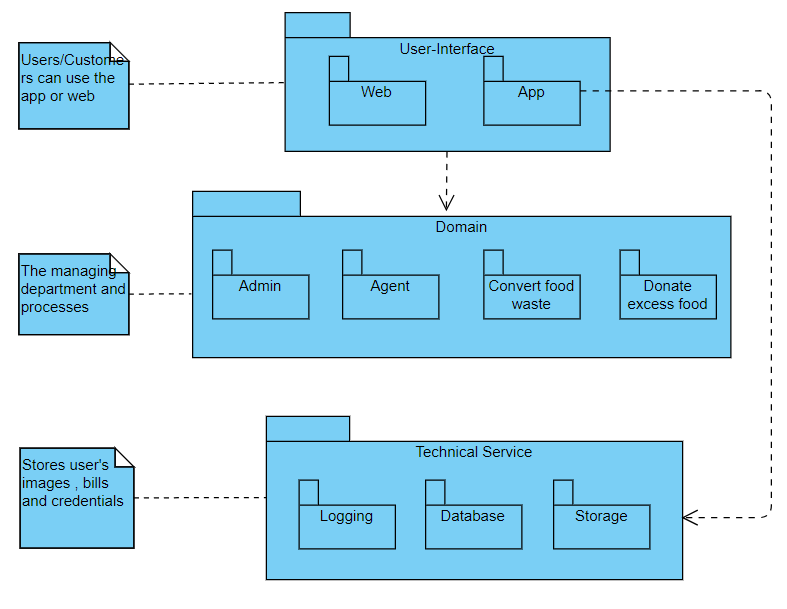 User-Interface
Users/Custome
rs can use the
app or web
Web
App
Domain
The managing
department and
processes
Admin
Agent
Convert food
waste
Donate
excess food
Technical Service
Stores user's
images , bills
and credentials
Logging
Database
Storage